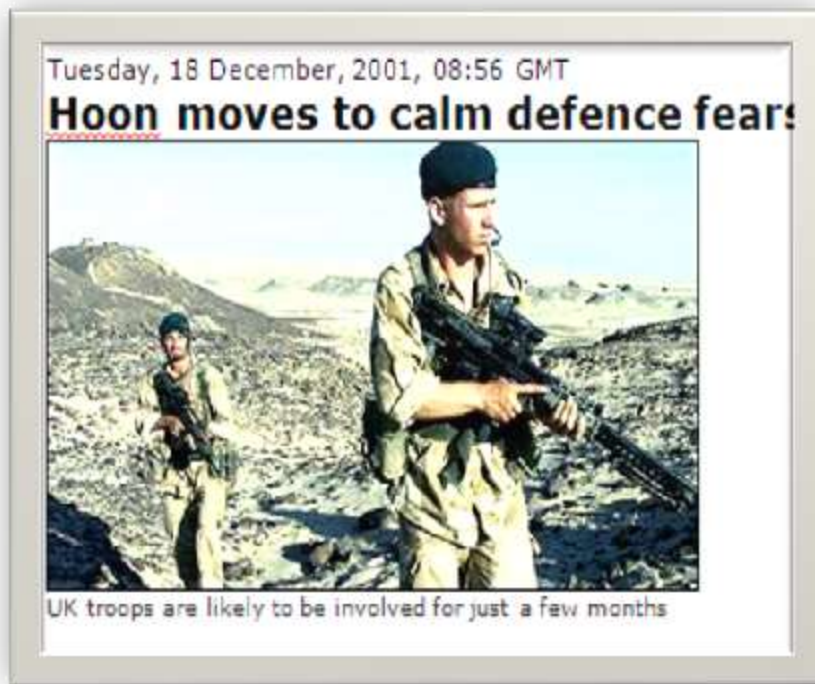 Tuesday, 18 December, 2001, 08:56 GMT
Hoon moves to calm defence fears
UK troops are likely to be involved for just a few months